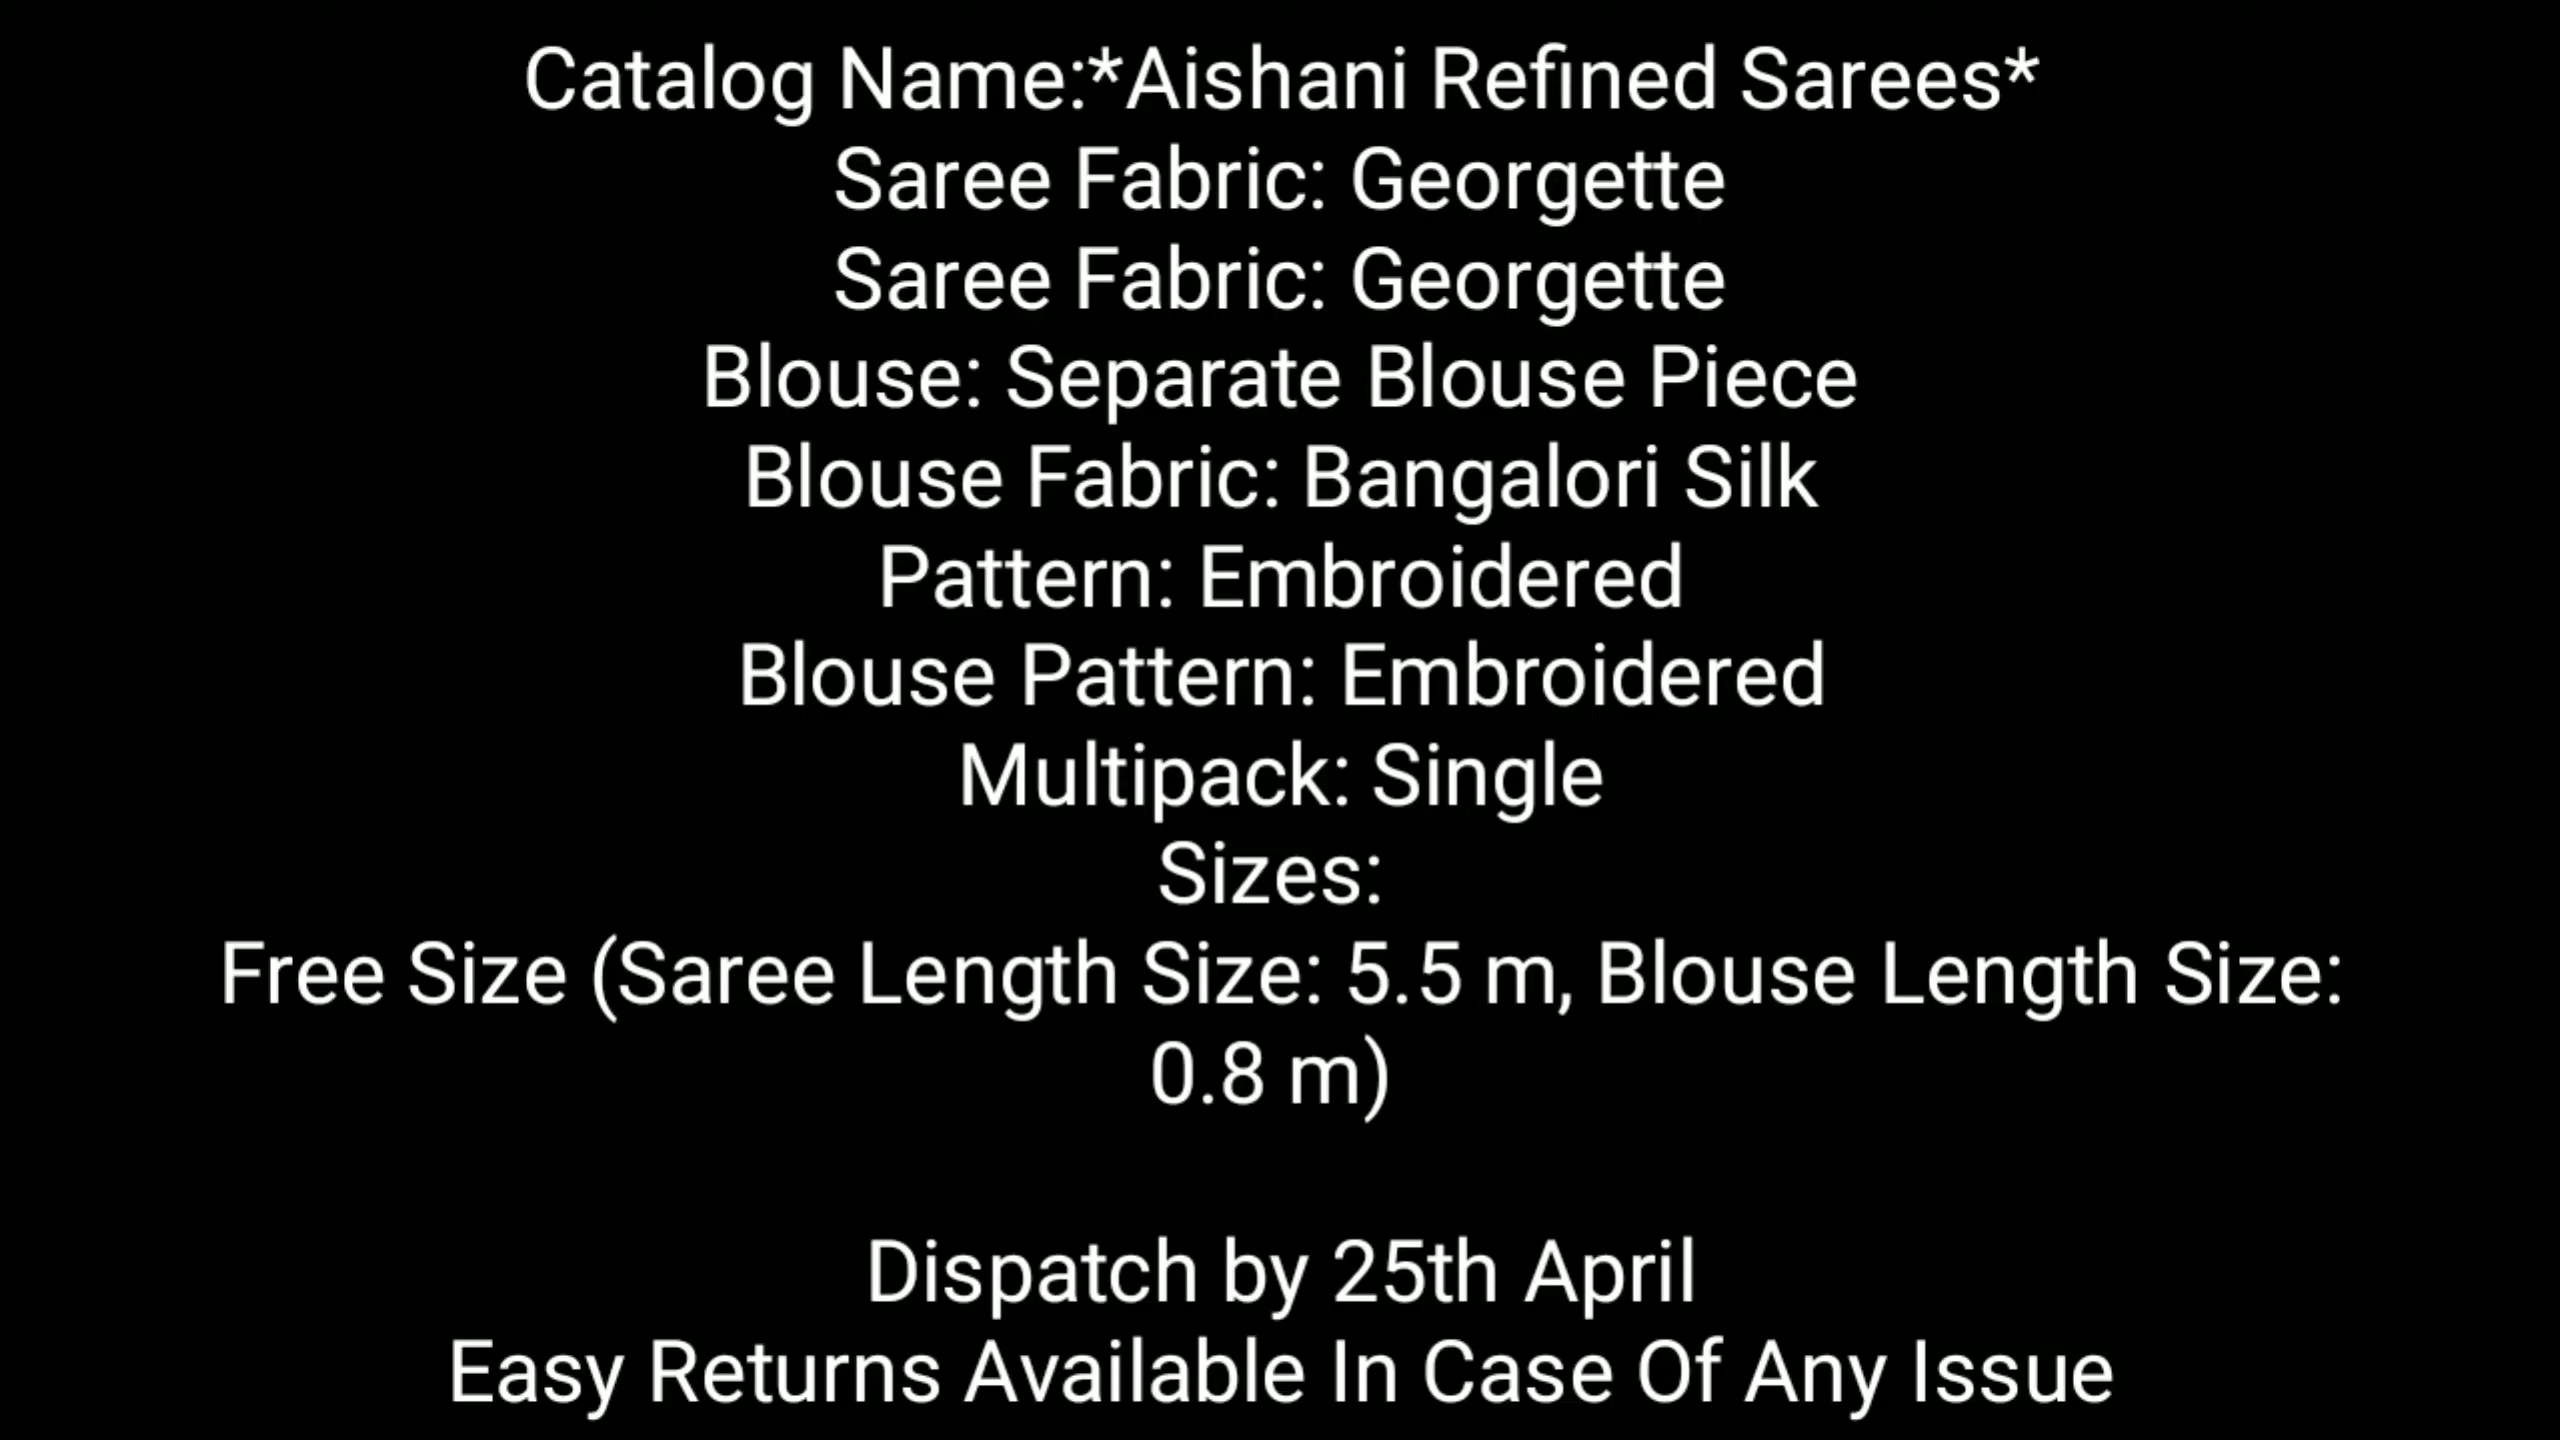 Catalog Name:*Aishani Refined Sarees*
Saree Fabric: Georgette
Saree Fabric: Georgette
Blouse: Separate Blouse Piece
Blouse Fabric: Bangalori Silk
Pattern: Embroidered
Blouse Pattern: Embroidered
Multipack: Single
Sizes:
Free Size (Saree Length Size: 5.5 m, Blouse Length Size:
0.8 m)
Dispatch by 25th April
Easy Returns Available In Case Of Any Issue